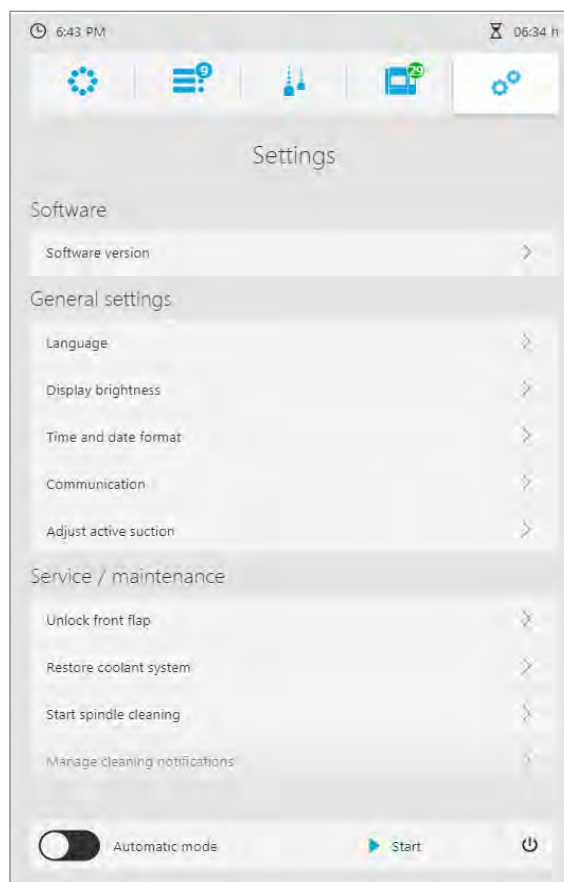 6:43 PM 06:34 h
9 29
Settings
Software
Software version
General settings
Language
Display brightness
Time and date format
Communication
Adjust active suction
Service / maintenance
Unlock front flap
Restore coolant system
Start spindle cleaning
Manage cleaning notifications
Automatic mode Start